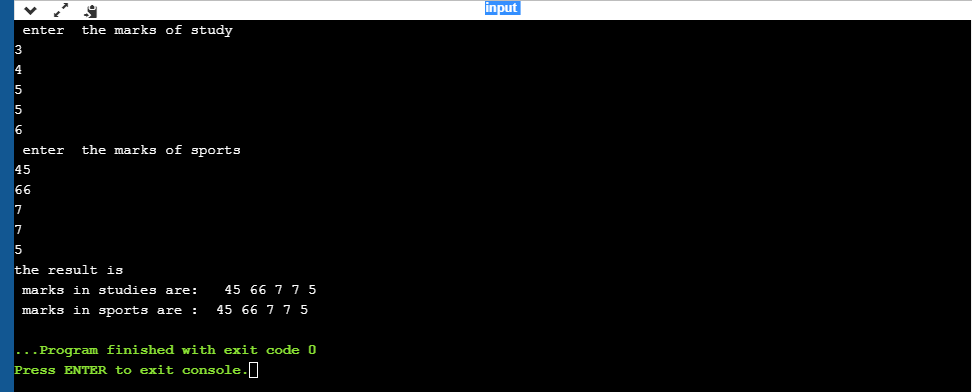 input
enter  the marks of study
3
4
5
5
6
enter  the marks of sports
45
66
7
7
5
the result is
marks in studies are:   45 66 7 7 5
marks in sports are :  45 66 7 7 5
...Program finished with exit code 0
Press ENTER to exit console.